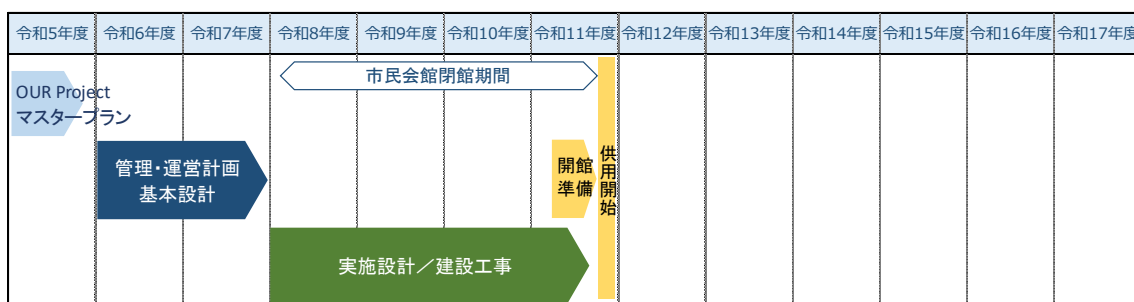 令和5年度 令和6年度 令和7年度 令和8年度 令和9年度 令和10年度 令和11年度 令和12年度 令和13年度 令和14年度 令和15年度 令和16年度 令和17年度
市民会館閉館期間
OUR Project
マスタープラン
管理・運営計画
基本設計
開館
準備
供用開始
実施設計／建設工事